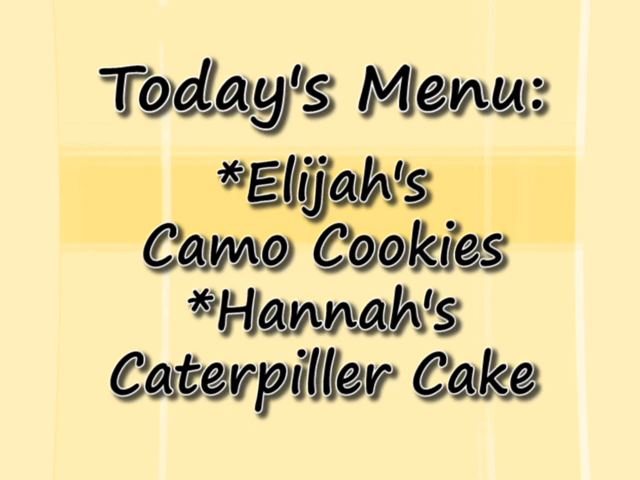 Today's Menu:
*Elijah's
Camo Cookies
*Hannah's
Caterpiller Cake